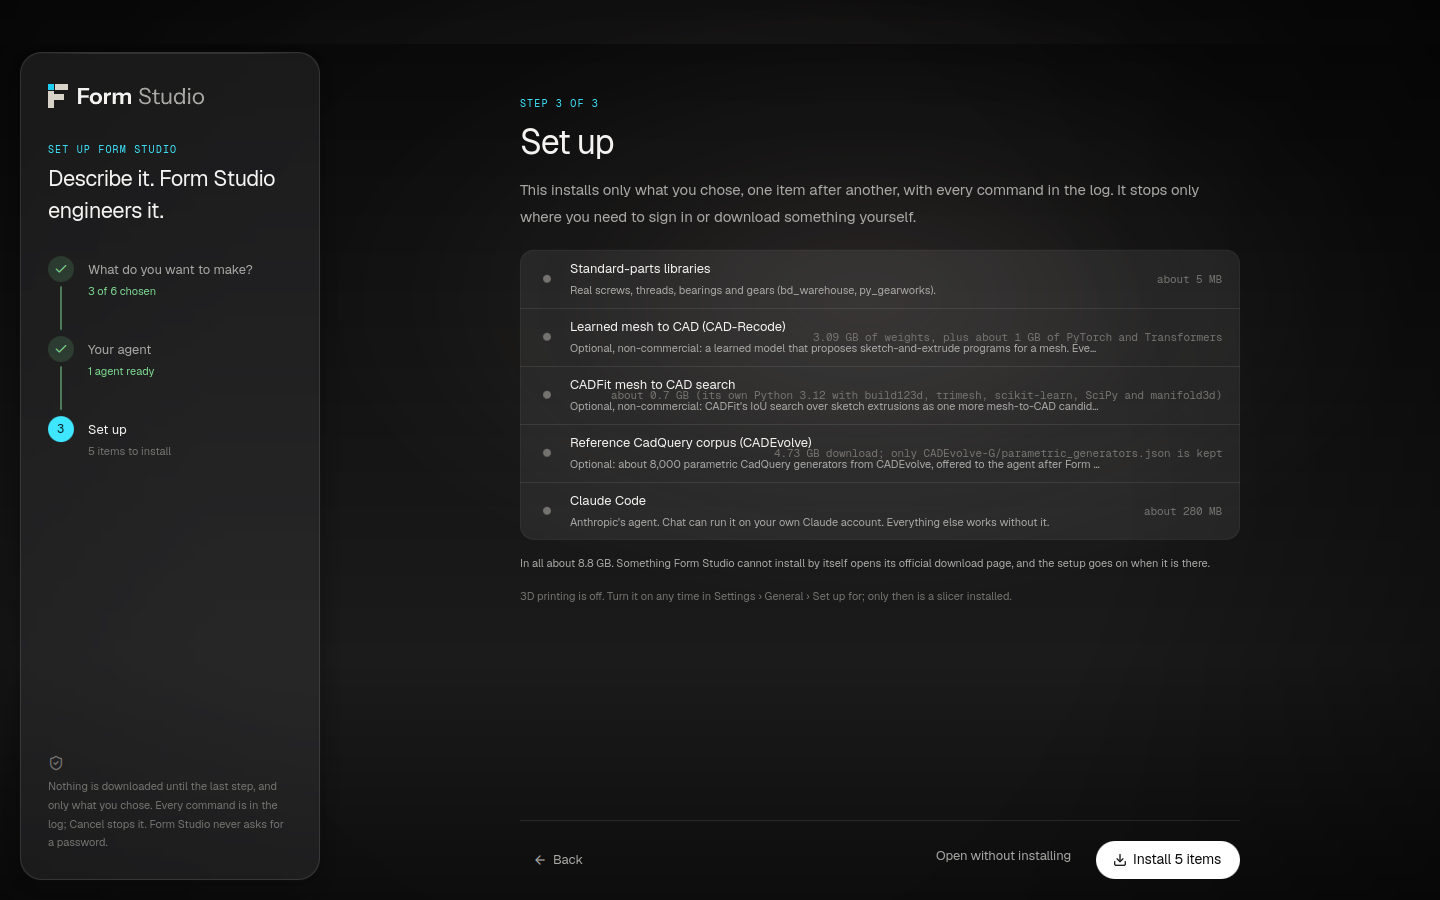 Form Studio
SET UP FORM STUDIO
Describe it. Form Studio
engineers it.
What do you want to make?
3 of 6 chosen
Your agent
1 agent ready
3
Set up
5 items to install
Nothing is downloaded until the last step, and
only what you chose. Every command is in the
log; Cancel stops it. Form Studio never asks for
a password.
STEP 3 OF 3
Set up
This installs only what you chose, one item after another, with every command in the log. It stops only
where you need to sign in or download something yourself.
Standard-parts libraries
about 5 MB
Real screws, threads, bearings and gears (bd_warehouse, py_gearworks).
Learned mesh to CAD (CAD-Recode)
3.09 GB of weights, plus about 1 GB of PyTorch and Transformers
Optional, non-commercial: a learned model that proposes sketch-and-extrude programs for a mesh. Eve…
CADFit mesh to CAD search
about 0.7 GB (its own Python 3.12 with build123d, trimesh, scikit-learn, SciPy and manifold3d)
Optional, non-commercial: CADFit's IoU search over sketch extrusions as one more mesh-to-CAD candid…
Reference CadQuery corpus (CADEvolve)
4.73 GB download; only CADEvolve-G/parametric_generators.json is kept
Optional: about 8,000 parametric CadQuery generators from CADEvolve, offered to the agent after Form …
Claude Code
about 280 MB
Anthropic's agent. Chat can run it on your own Claude account. Everything else works without it.
In all about 8.8 GB. Something Form Studio cannot install by itself opens its official download page, and the setup goes on when it is there.
3D printing is off. Turn it on any time in Settings › General › Set up for; only then is a slicer installed.
Back
Open without installing
Install 5 items